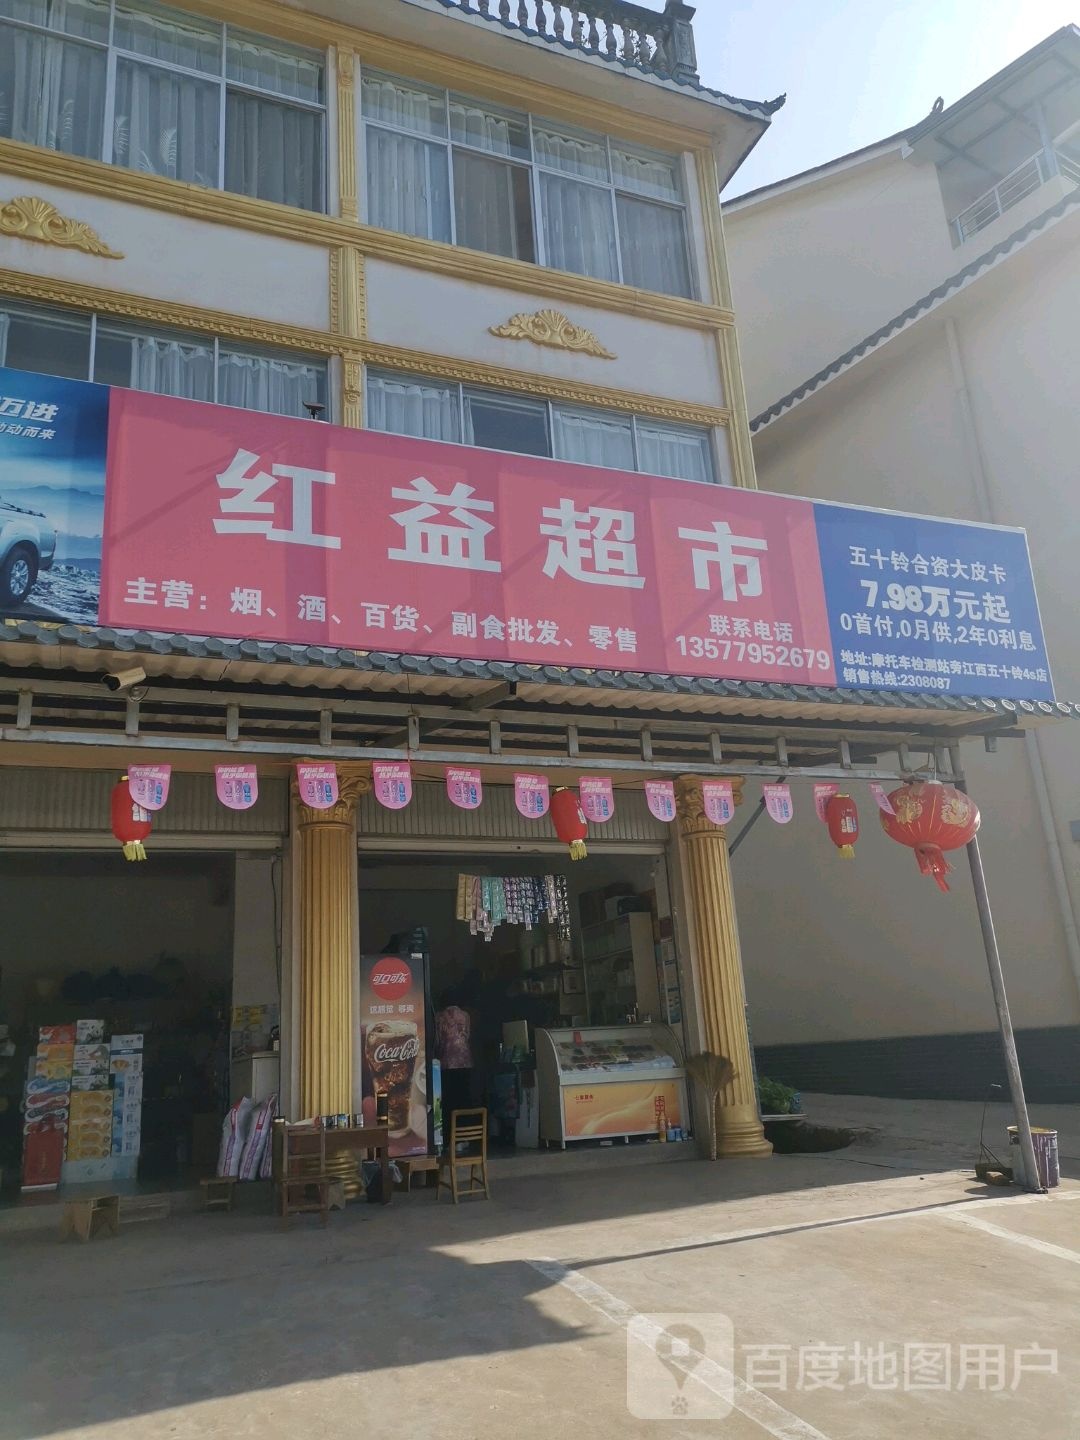 迈进
动而来
红益超市
主营：烟、酒、百货、副食批发、零售
联系电话
13577952679
五十铃合资大皮卡
7.98万元起
0首付,0月供,2年0利息
地址:摩托车检测站旁江西五十铃4s店
销售热线:2308087
可口可乐
够爽
Coca-Cola
百度地图用户